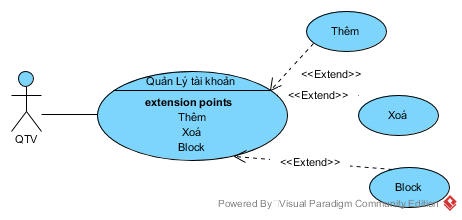 Thêm
Quản Lý tài khoản
<<Extend>>
<<Extend>>
extension points
Thêm
Xoá
Block
Xoá
QTV
<<Extend>>
Block
Powered By Visual Paradigm Community Edition